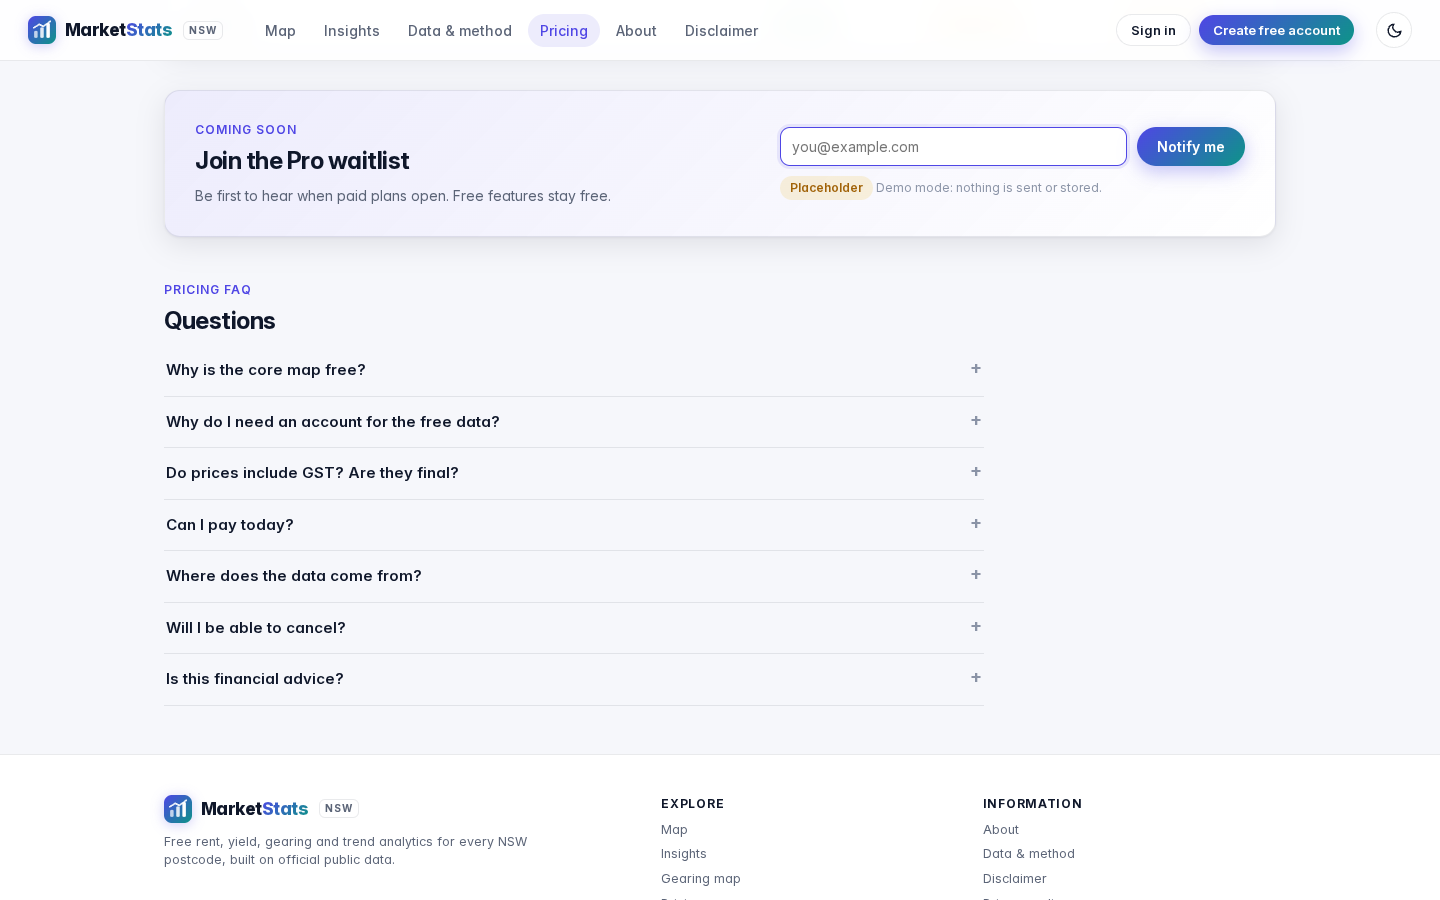 MarketStats NSW Map Insights Data & method Pricing About Disclaimer Sign in Create free account
COMING SOON
Join the Pro waitlist
Be first to hear when paid plans open. Free features stay free.
you@example.com Notify me
Placeholder Demo mode: nothing is sent or stored.
PRICING FAQ
Questions
Why is the core map free? +
Why do I need an account for the free data? +
Do prices include GST? Are they final? +
Can I pay today? +
Where does the data come from? +
Will I be able to cancel? +
Is this financial advice? +
MarketStats NSW
Free rent, yield, gearing and trend analytics for every NSW
postcode, built on official public data.
EXPLORE
Map
Insights
Gearing map
INFORMATION
About
Data & method
Disclaimer